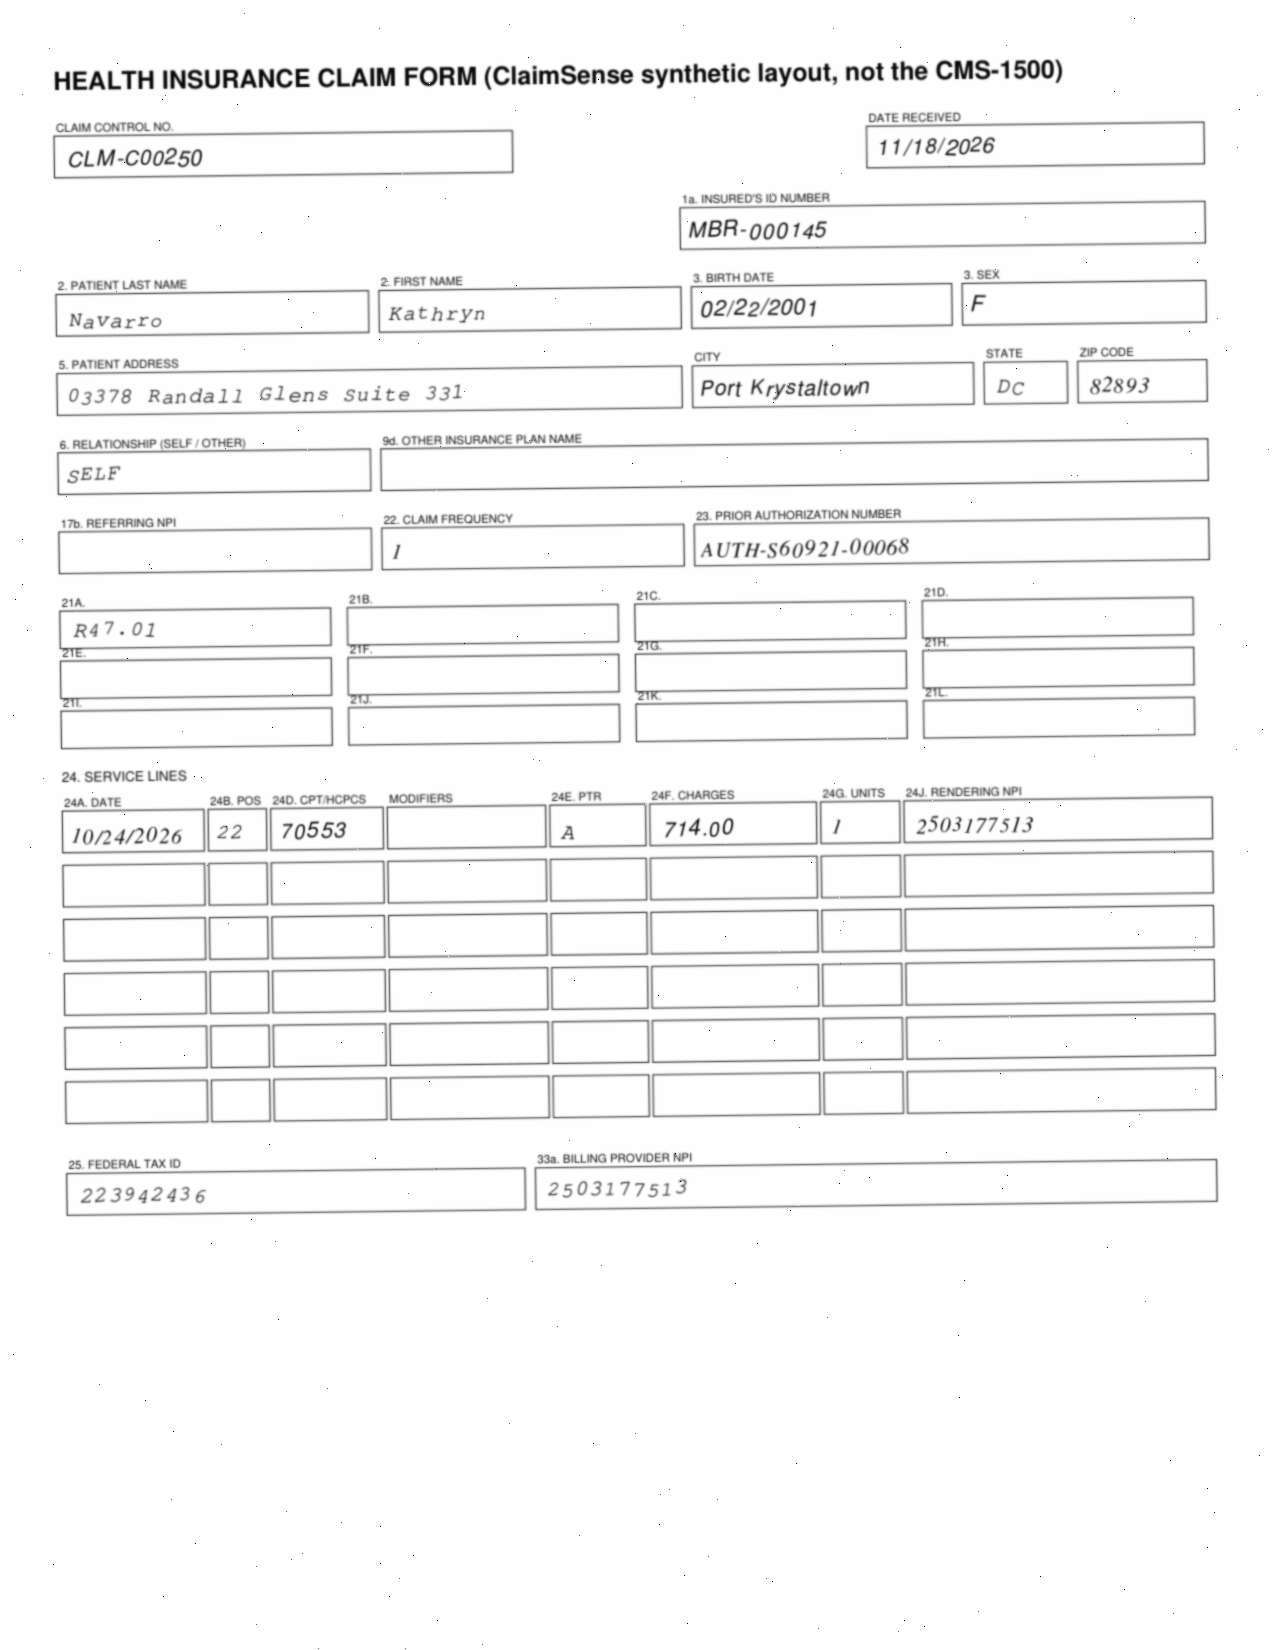 HEALTH INSURANCE CLAIM FORM (ClaimSense synthetic layout, not the CMS-1500)
CLAIM CONTROL NO. DATE RECEIVED
CLM-C00250 11/18/2026
1a. INSURED'S ID NUMBER
MBR-000145
2. PATIENT LAST NAME 2. FIRST NAME 3. BIRTH DATE 3. SEX
Navarro Kathryn 02/22/2001 F
5. PATIENT ADDRESS CITY STATE ZIP CODE
03378 Randall Glens Suite 331 Port Krystaltown DC 82893
6. RELATIONSHIP (SELF / OTHER) 9d. OTHER INSURANCE PLAN NAME
SELF
17b. REFERRING NPI 22. CLAIM FREQUENCY 23. PRIOR AUTHORIZATION NUMBER
1 AUTH-S60921-00068
21A. 21B. 21C. 21D.
R47.01
21E. 21F. 21G. 21H.
21I. 21J. 21K. 21L.
24. SERVICE LINES
24A. DATE 24B. POS 24D. CPT/HCPCS MODIFIERS 24E. PTR 24F. CHARGES 24G. UNITS 24J. RENDERING NPI
10/24/2026 22 70553 A 714.00 1 2503177513
25. FEDERAL TAX ID 33a. BILLING PROVIDER NPI
223942436 2503177513